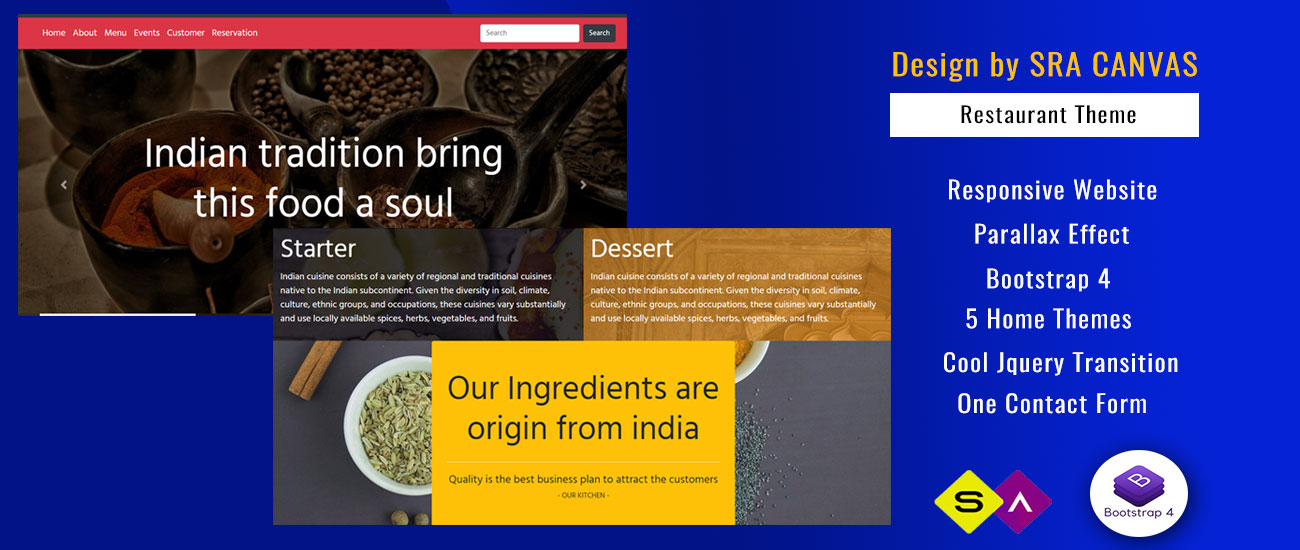 Home About Menu Events Customer Reservation
Search Search
Indian tradition bring
this food a soul
Starter
Indian cuisine consists of a variety of regional and traditional cuisines
native to the Indian subcontinent. Given the diversity in soil, climate,
culture, ethnic groups, and occupations, these cuisines vary substantially
and use locally available spices, herbs, vegetables, and fruits.
Dessert
Indian cuisine consists of a variety of regional and traditional cuisines
native to the Indian subcontinent. Given the diversity in soil, climate,
culture, ethnic groups, and occupations, these cuisines vary substantially
and use locally available spices, herbs, vegetables, and fruits.
Our Ingredients are
origin from india
Quality is the best business plan to attract the customers
- OUR KITCHEN -
Design by SRA CANVAS
Restaurant Theme
Responsive Website
Parallax Effect
Bootstrap 4
5 Home Themes
Cool Jquery Transition
One Contact Form
S Λ
B
Bootstrap 4